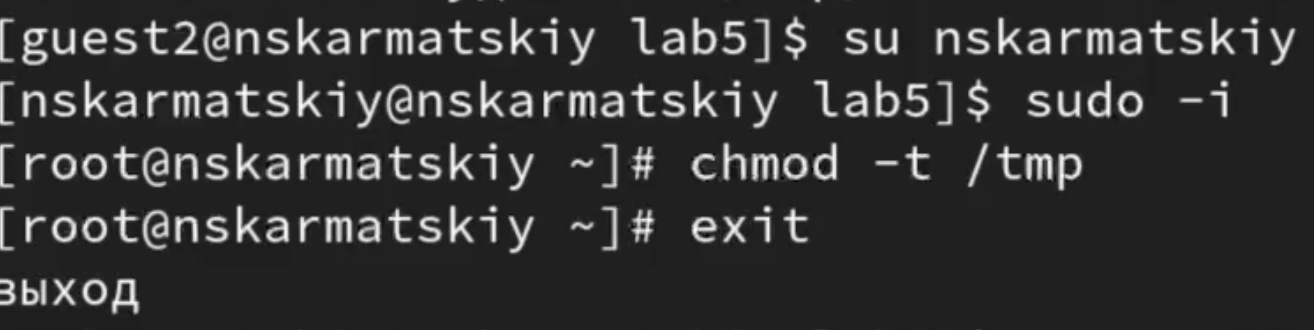 [guest2@nskarmatskiy lab5]$ su nskarmatskiy
[nskarmatskiy@nskarmatskiy lab5]$ sudo -i
[root@nskarmatskiy ~]# chmod -t /tmp
[root@nskarmatskiy ~]# exit
выход